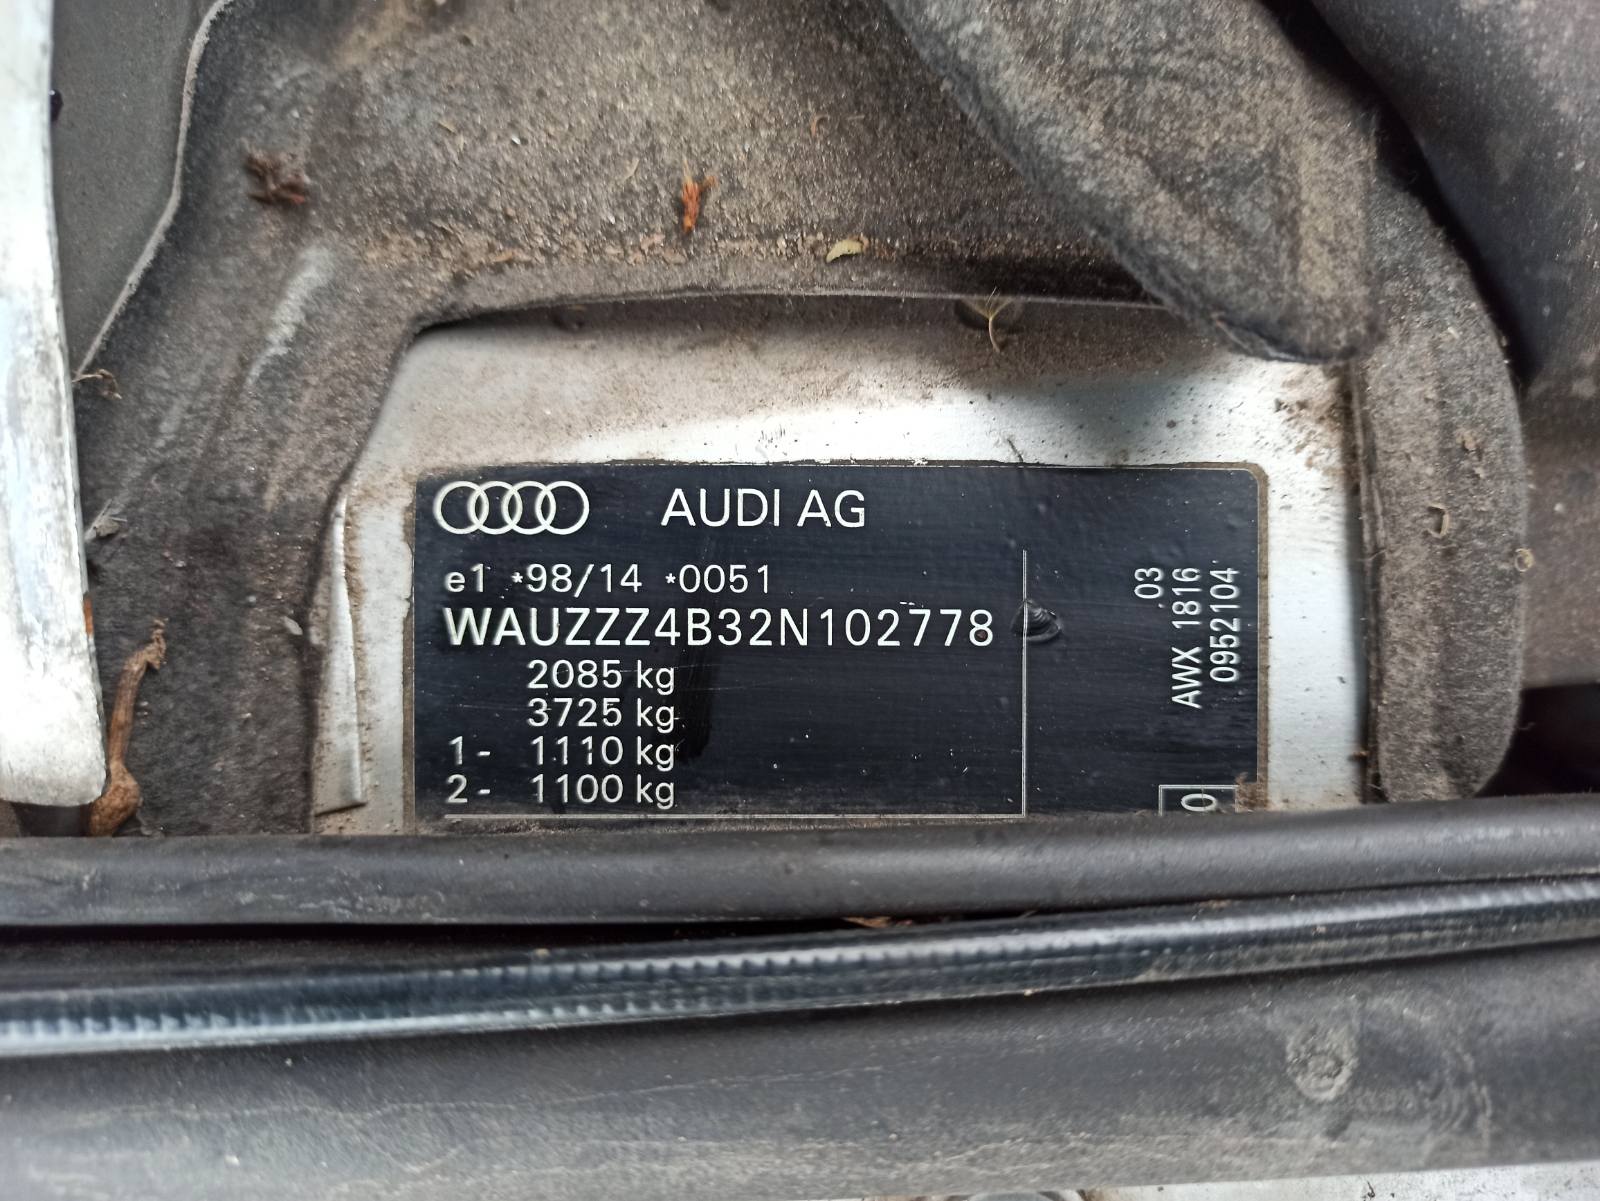 AUDI AG
e1 *98/14 *0051
WAUZZZ4B32N102778
2085 kg
3725 kg
1- 1110 kg
2- 1100 kg
03
AWX 1816
0952104
0